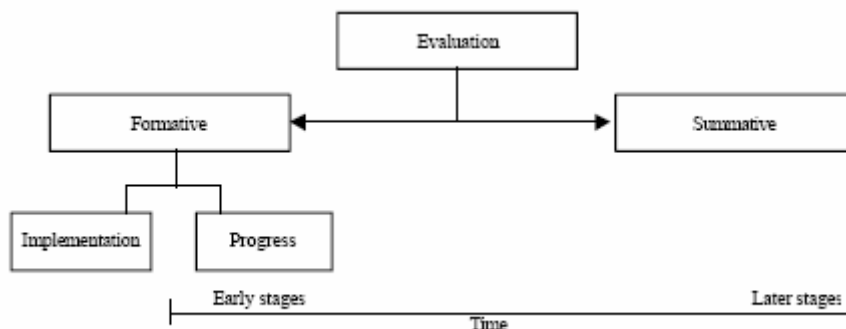 Evaluation
Formative
Summative
Implementation
Progress
Early stages
Later stages
Time